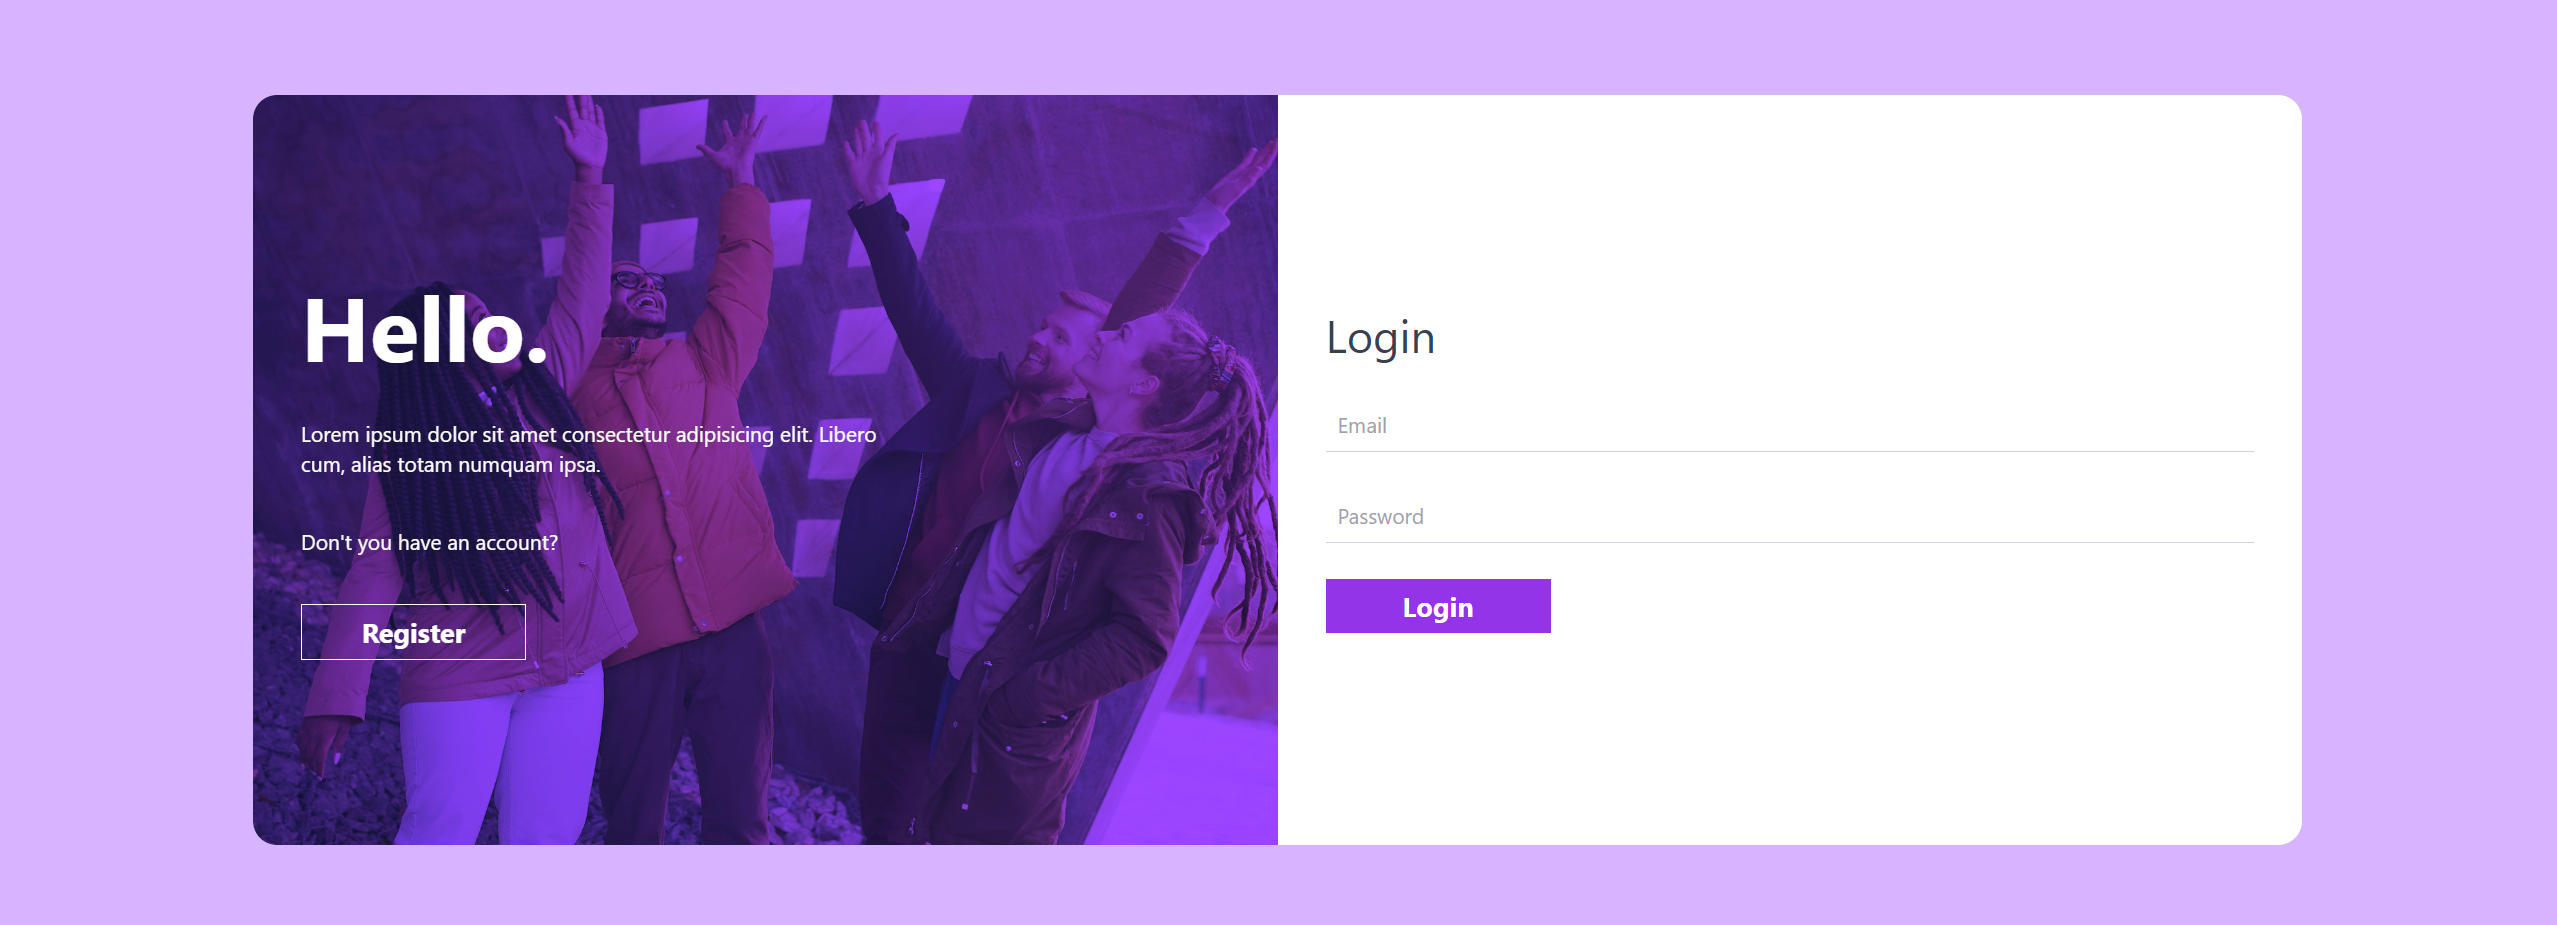 Hello.
Lorem ipsum dolor sit amet consectetur adipisicing elit. Libero
cum, alias totam numquam ipsa.
Don't you have an account?
Register
Login
Email
Password
Login